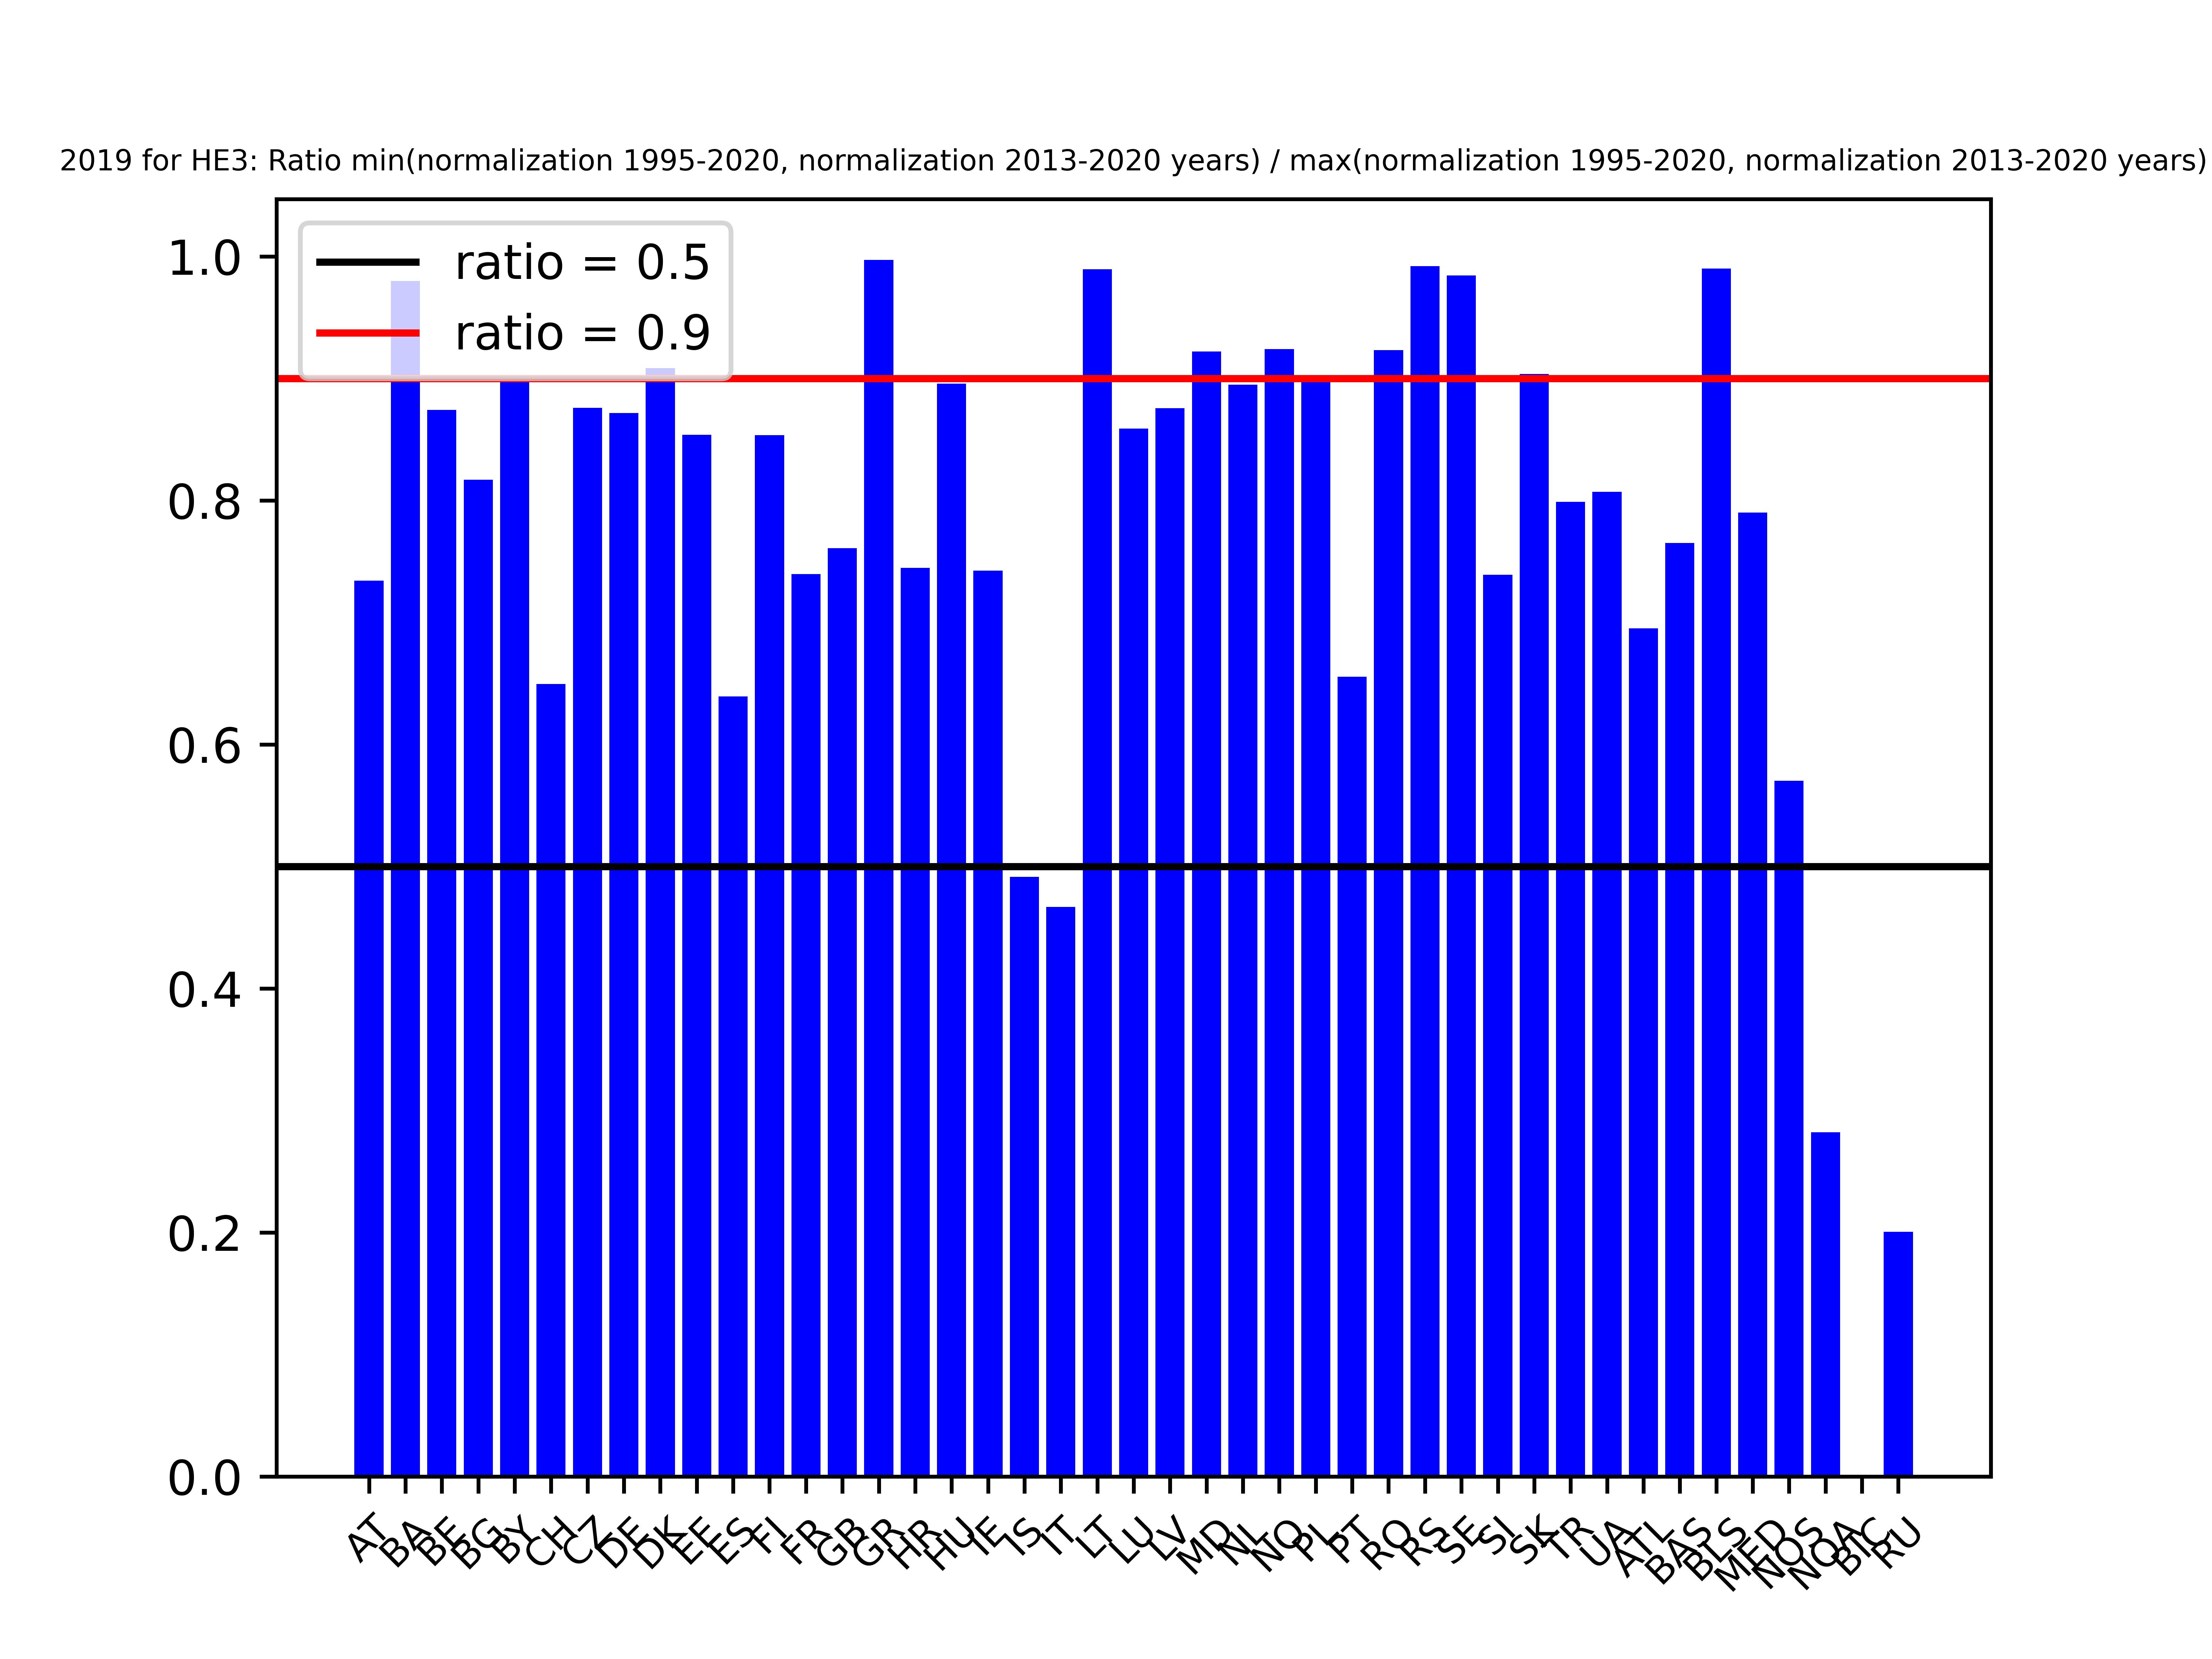 2019 for HE3: Ratio min(normalization 1995-2020, normalization 2013-2020 years) / max(normalization 1995-2020, normalization 2013-2020 years)
ratio = 0.5
ratio = 0.9
1.0
0.8
0.6
0.4
0.2
0.0
AT BA BE BG BY CH CZ DE DK EE ES FI FR GB GR HR HU IE IS IT LT LU LV MD NL NO PL PT RO RS SE SI SK TR UA ATL BAS BLS MED NOS NOA BIC RU